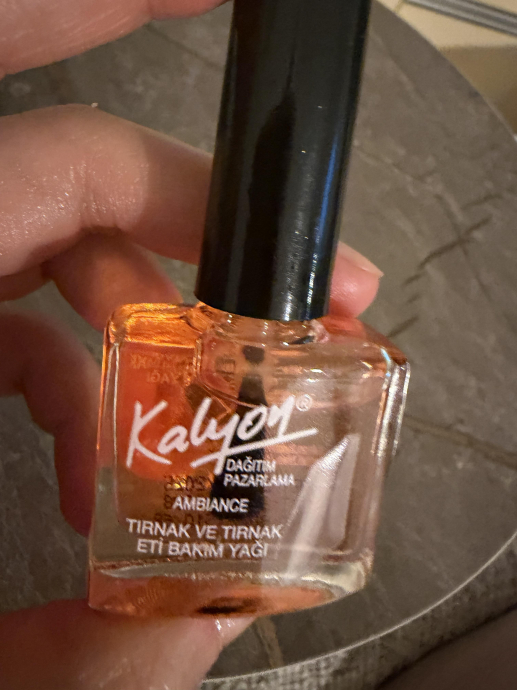 Kalyon®
DAĞITIM
PAZARLAMA
AMBIANCE
TIRNAK VE TIRNAK
ETİ BAKIM YAĞI